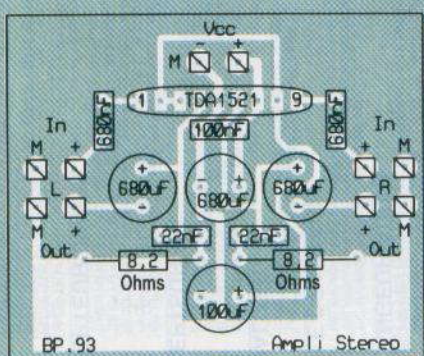 Vcc
M - +
1 TDA1521 9
680nF 100nF 680nF
In In
M + + M
L R
+ + 
680uF - 680uF + 680uF
- -
M + + M
22nF 22nF
Out Out
8,2 8,2
Ohms Ohms
- +
100uF
BP.93 Ampli Stereo